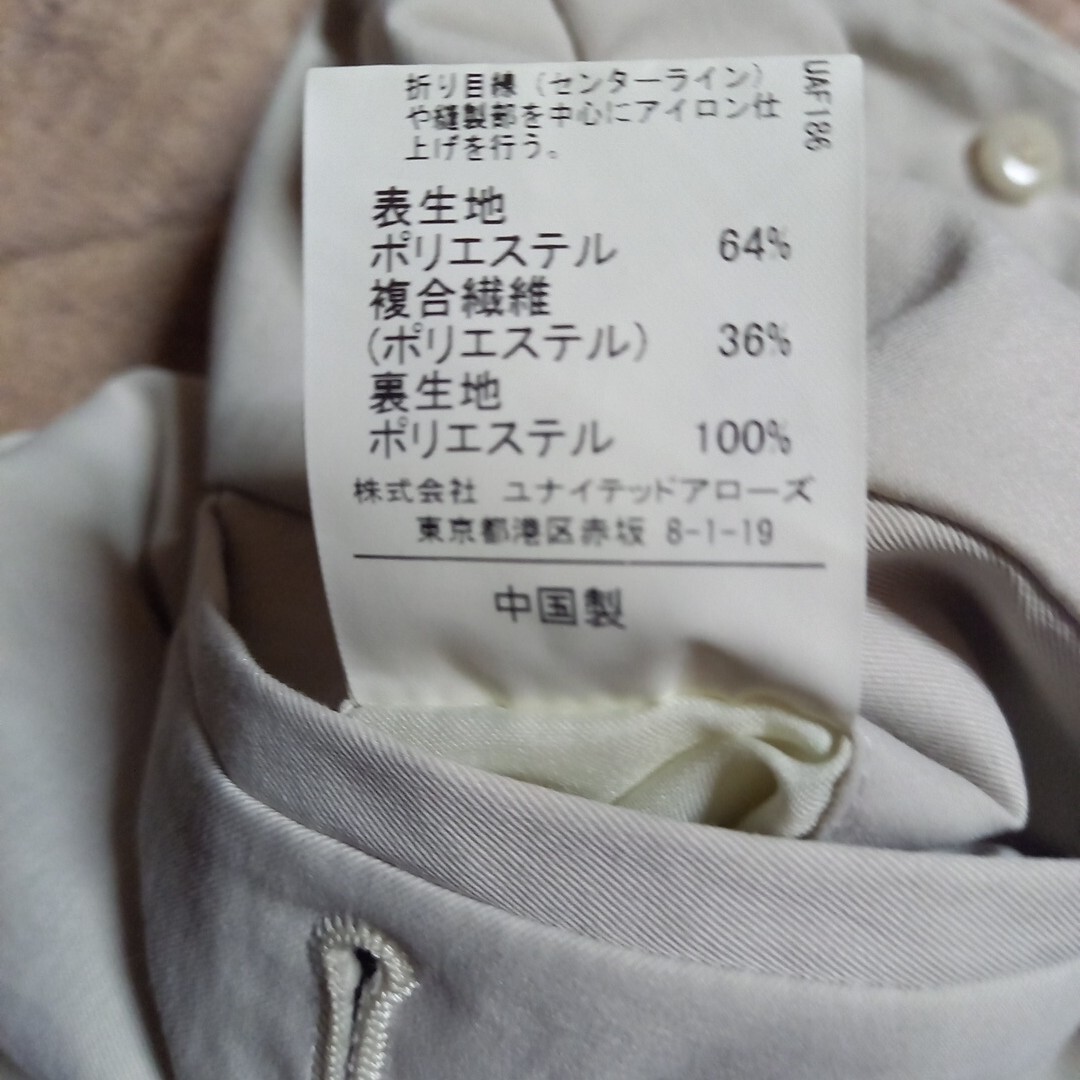 折り目線（センターライン）
や縫製部を中心にアイロン仕
上げを行う。
UAF186
表生地
ポリエステル 64%
複合繊維
(ポリエステル) 36%
裏生地
ポリエステル 100%
株式会社 ユナイテッドアローズ
東京都港区赤坂 8-1-19
中国製